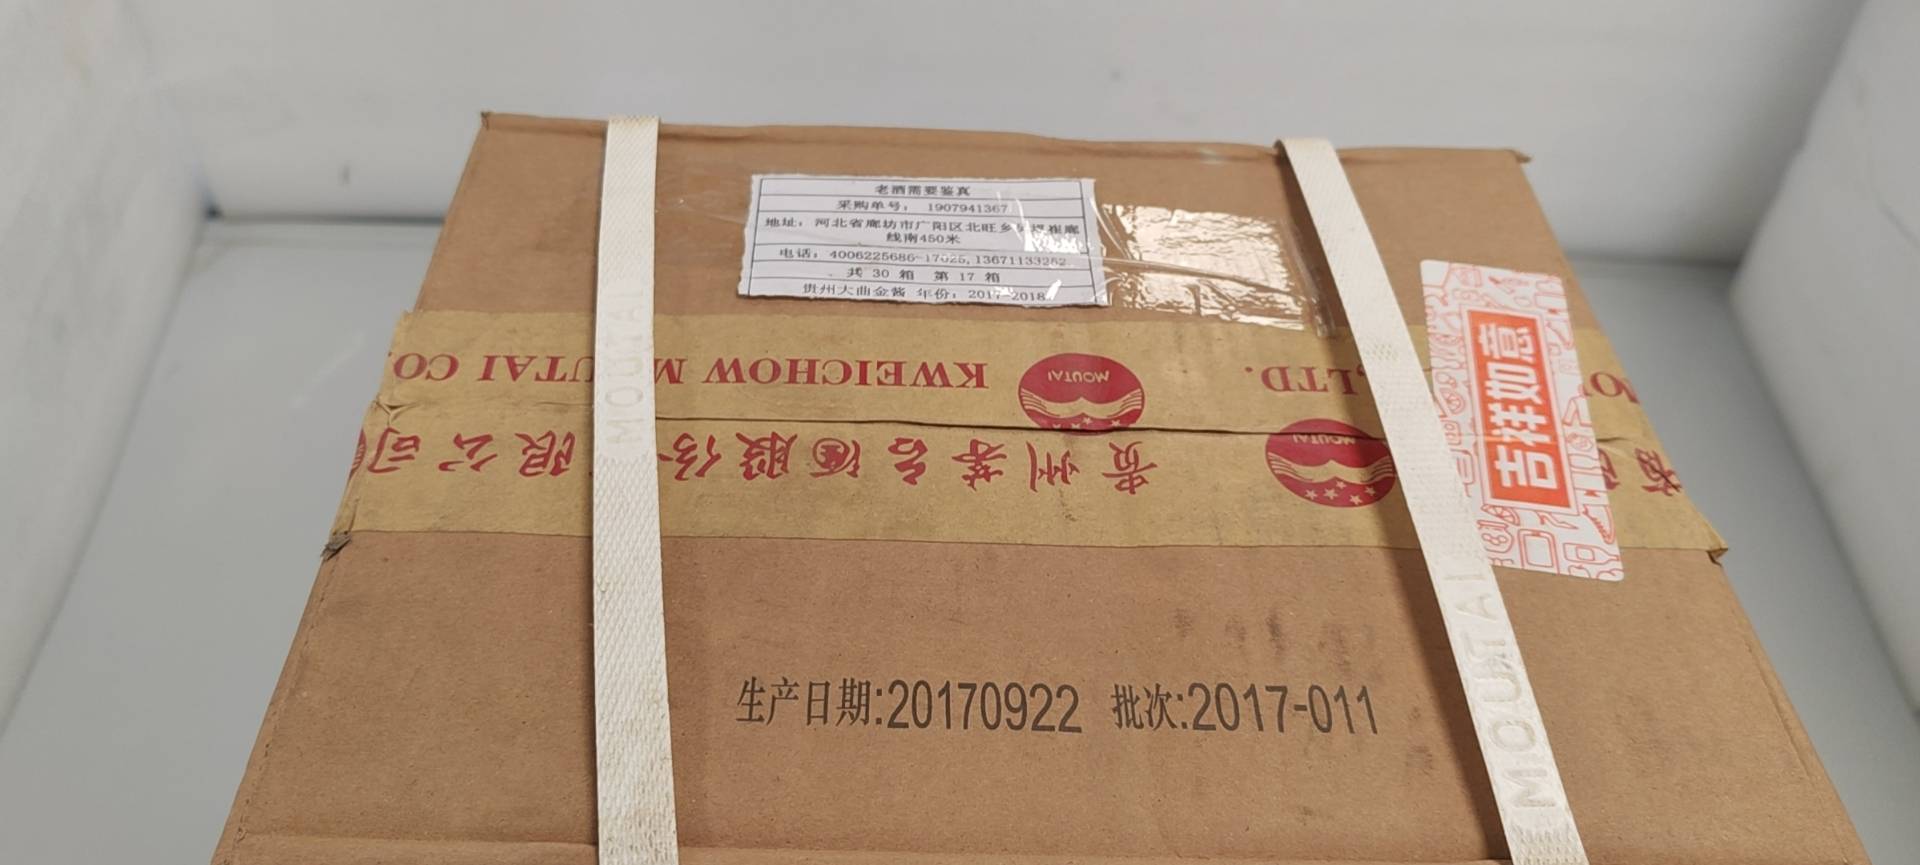 老酒需要鉴真
采购单号： 1907941367
地址：河北省廊坊市广阳区北旺乡
线南450米
电话：4006225686-17025,13671133282
共 30 箱 第 17 箱
贵州大曲金酱 年份：2017-2018
MOUTAI
MOUTAI
KWEICHOW MOUTAI CO.,LTD.
MOUTAI
贵州茅台酒股份有限公司
MOUTAI
吉祥如意
生产日期:20170922 批次:2017-011
MOUTAI